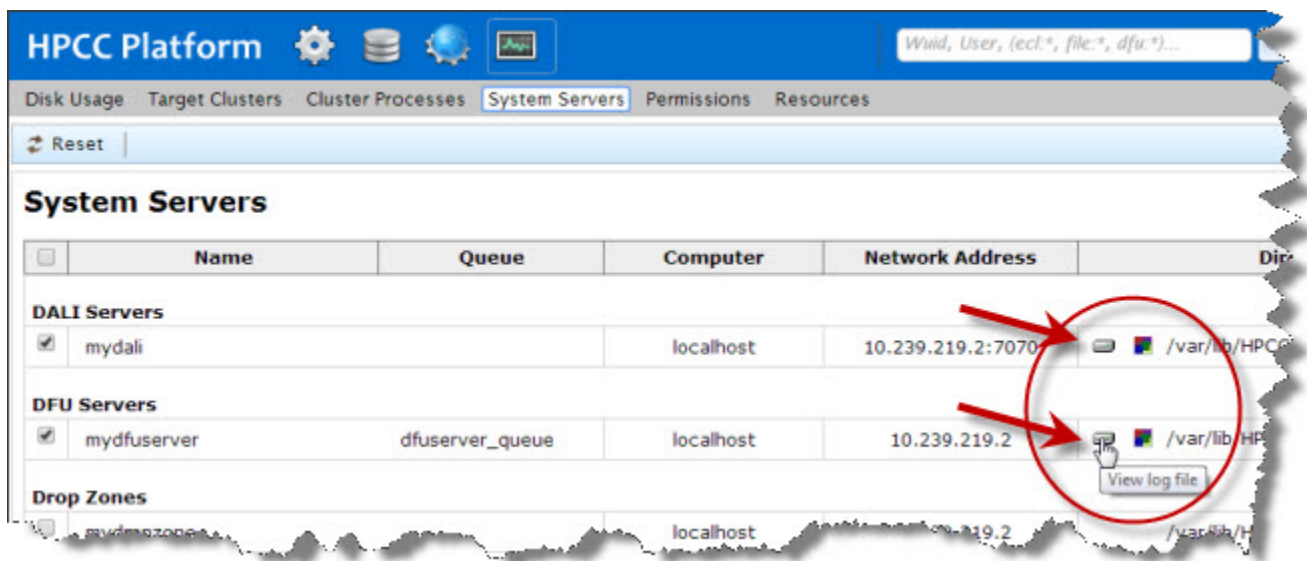 HPCC Platform Wuid, User, (ecl:*, file:*, dfu:*)...
Disk Usage Target Clusters Cluster Processes System Servers Permissions Resources
Reset
System Servers
Name Queue Computer Network Address
DALI Servers
mydali localhost 10.239.219.2:7070 /var/lib/HPCC
DFU Servers
mydfuserver dfuserver_queue localhost 10.239.219.2 /var/lib/HP
View log file
Drop Zones
localhost